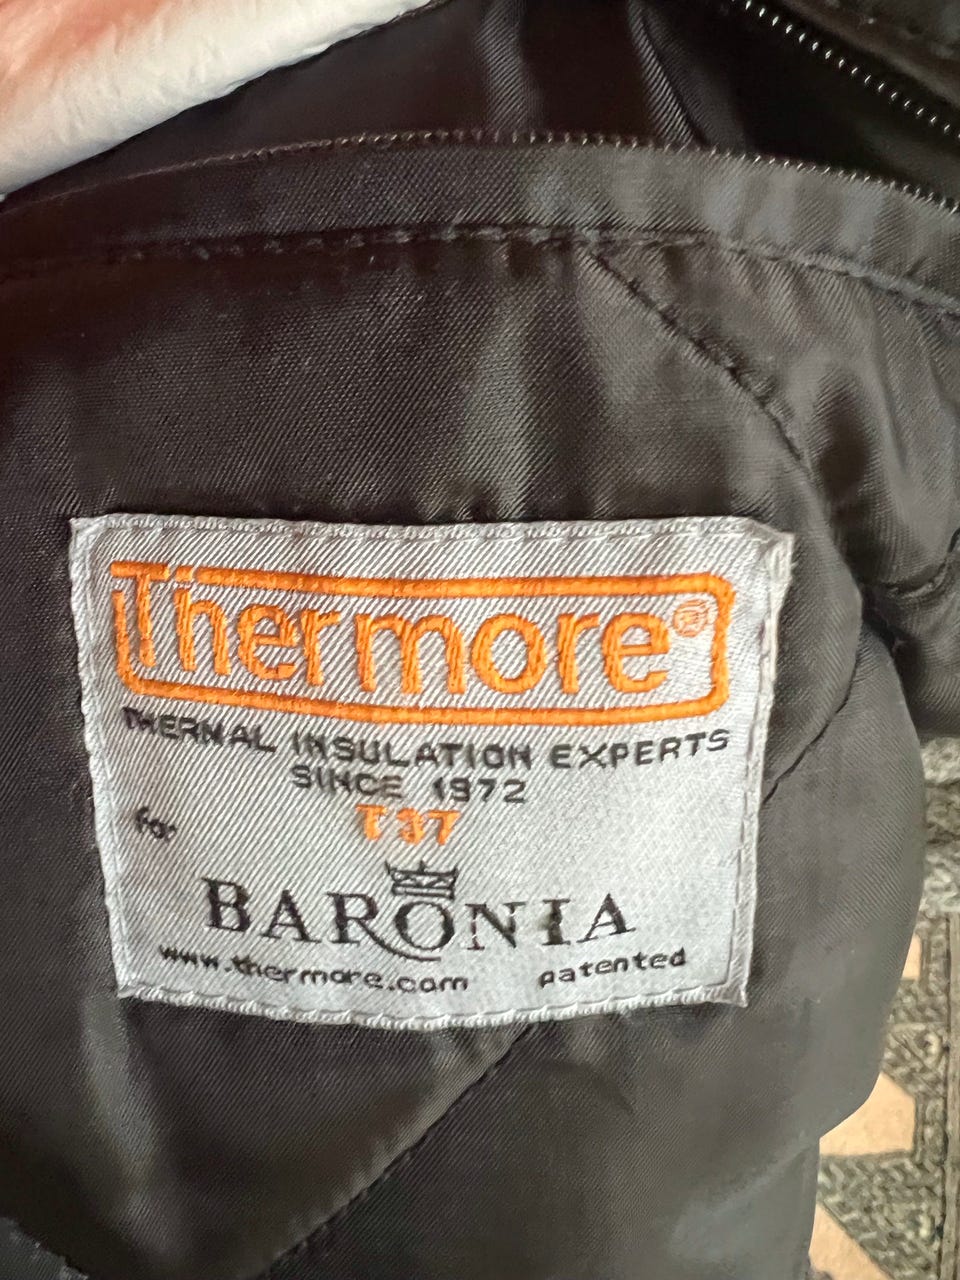 Thermore®
THERMAL INSULATION EXPERTS
SINCE 1972
T37
for
BARONIA
www.thermore.com patented